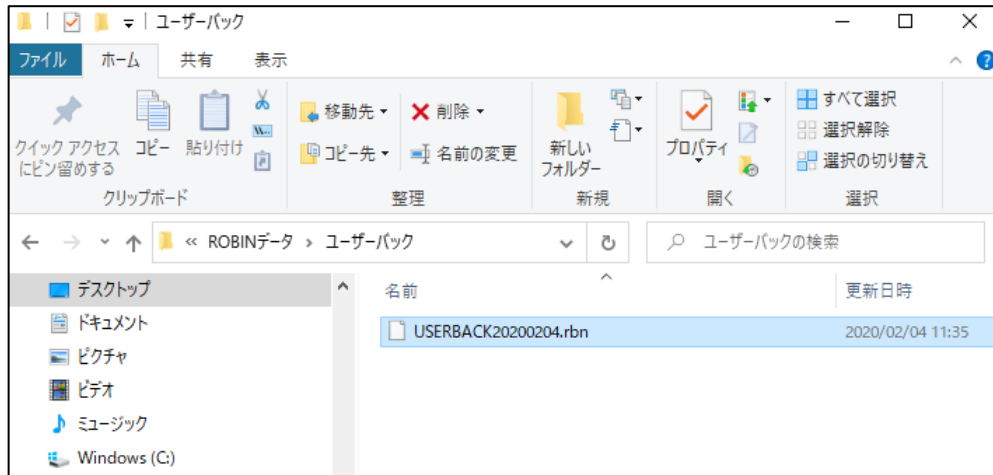 ユーザーバック
ファイル ホーム 共有 表示
クイック アクセス
にピン留めする
コピー
貼り付け
クリップボード
移動先
コピー先
削除
名前の変更
整理
新しい
フォルダー
新規
プロパティ
開く
すべて選択
選択解除
選択の切り替え
選択
« ROBINデータ › ユーザーバック
ユーザーバックの検索
デスクトップ
ドキュメント
ピクチャ
ビデオ
ミュージック
Windows (C:)
名前 更新日時
USERBACK20200204.rbn 2020/02/04 11:35